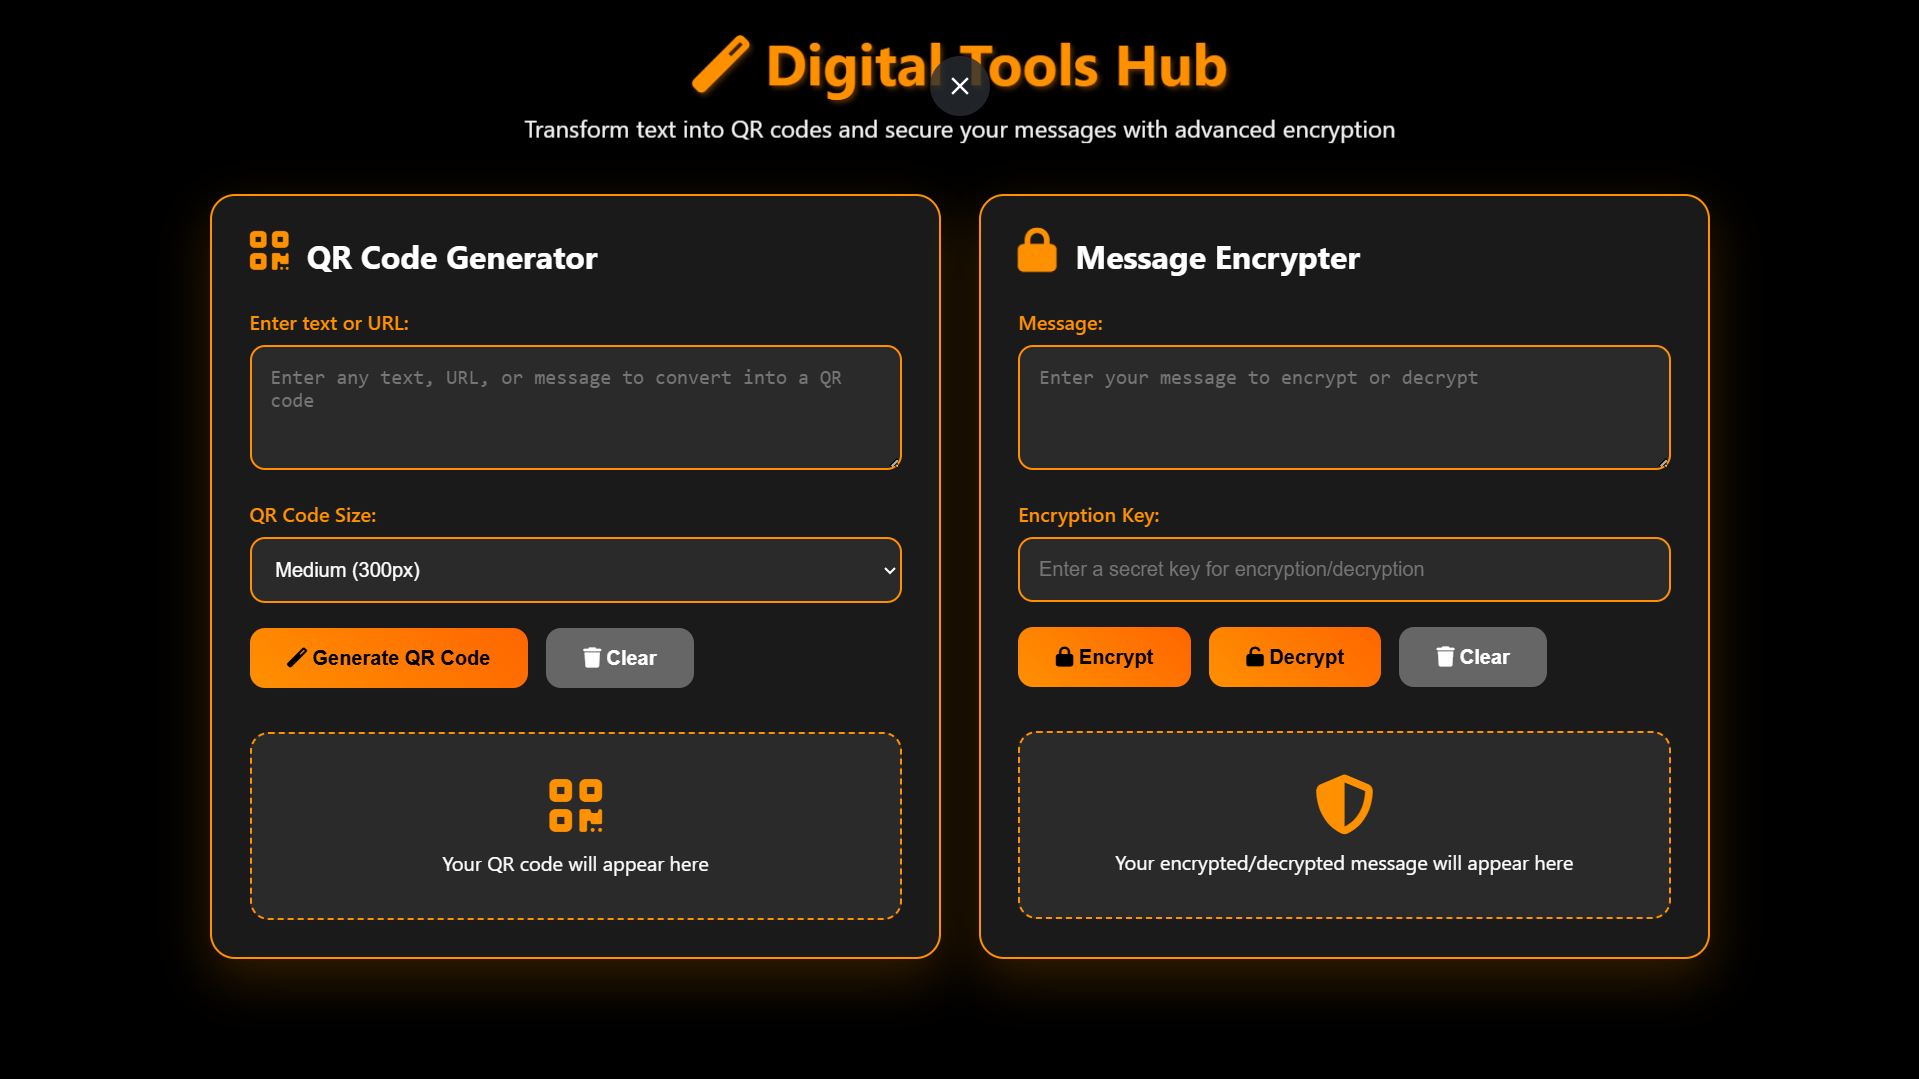 Digital Tools Hub
Transform text into QR codes and secure your messages with advanced encryption
QR Code Generator
Enter text or URL:
Enter any text, URL, or message to convert into a QR
code
QR Code Size:
Medium (300px)
Generate QR Code
Clear
Your QR code will appear here
Message Encrypter
Message:
Enter your message to encrypt or decrypt
Encryption Key:
Enter a secret key for encryption/decryption
Encrypt
Decrypt
Clear
Your encrypted/decrypted message will appear here